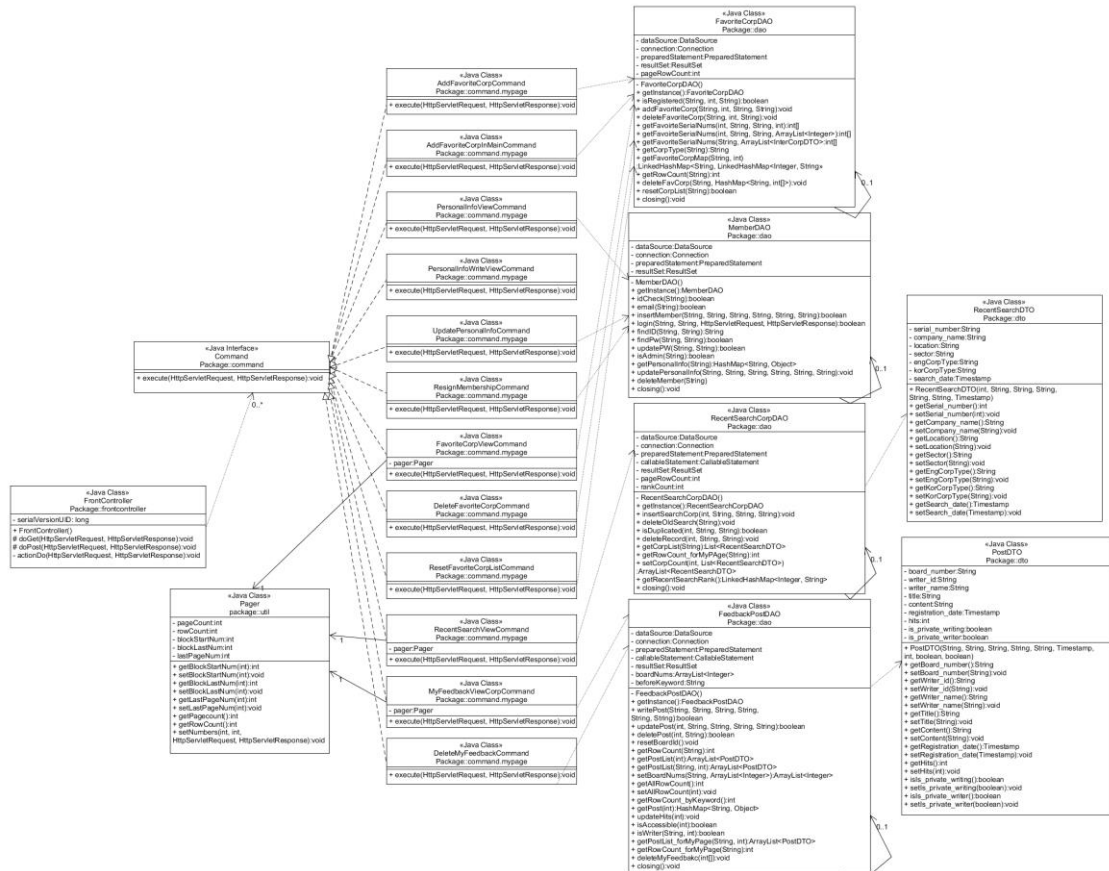 «Java Class»
FavoriteCorpDAO
Package::dao
- dataSource:DataSource
- connection:Connection
- preparedStatement:PreparedStatement
- resultSet:ResultSet
- pageRowCount:int
- FavoriteCorpDAO()
+ getInstance():FavoriteCorpDAO
+ isRegistered(String, int, String):boolean
+ addFavoriteCorp(String, int, String, String):void
+ deleteFavoriteCorp(String, int, String):void
+ getFavoirteSerialNums(int, String, String, int):int[]
+ getFavoriteSerialNums(int, String, String, ArrayList<Integer>):int[]
+ getFavoriteSerialNums(String, ArrayList<InterCorpDTO>:int[]
+ getCorpType(String):String
+ getFavoriteCorpMap(String, int)
:LinkedHashMap<String, LinkedHashMap<Integer, String»
+ getRowCount(String):int
+ deleteFavCorp(String, HashMap<String, int[]>):void
+ resetCorpList(String):boolean
+ closing():void
0..1
«Java Class»
AddFavoriteCorpCommand
Package::command.mypage
+ execute(HttpServletRequest, HttpServletResponse):void
«Java Class»
AddFavoriteCorpInMainCommand
Package::command.mypage
+ execute(HttpServletRequest, HttpServletResponse):void
«Java Class»
PersonalInfoViewCommand
Package::command.mypage
+ execute(HttpServletRequest, HttpServletResponse):void
«Java Class»
PersonalInfoWriteViewCommand
Package::command.mypage
+ execute(HttpServletRequest, HttpServletResponse):void
«Java Class»
UpdatePersonalInfoCommand
Package::command.mypage
+ execute(HttpServletRequest, HttpServletResponse):void
«Java Class»
ResignMembershipCommand
Package::command.mypage
+ execute(HttpServletRequest, HttpServletResponse):void
«Java Class»
FavoriteCorpViewCommand
Package::command.mypage
- pager:Pager
+ execute(HttpServletRequest, HttpServletResponse):void
«Java Class»
DeleteFavoriteCorpCommand
Package::command.mypage
+ execute(HttpServletRequest, HttpServletResponse):void
«Java Class»
ResetFavoriteCorpListCommand
Package::command.mypage
+ execute(HttpServletRequest, HttpServletResponse):void
«Java Class»
RecentSearchViewCommand
Package::command.mypage
- pager:Pager
+ execute(HttpServletRequest, HttpServletResponse):void
«Java Class»
MyFeedbackViewCorpCommand
Package::command.mypage
- pager:Pager
+ execute(HttpServletRequest, HttpServletResponse):void
«Java Class»
DeleteMyFeedbackCommand
Package::command.mypage
+ execute(HttpServletRequest, HttpServletResponse):void
«Java Interface»
Command
Package::command
+ execute(HttpServletRequest, HttpServletResponse):void
0..*
«Java Class»
FrontController
Package::frontcontroller
- serialVersionUID: long
+ FrontController()
# doGet(HttpServletRequest, HttpServletResponse):void
# doPost(HttpServletRequest, HttpServletResponse):void
- actionDo(HttpServletRequest, HttpServletResponse):void
1
1
1
«Java Class»
Pager
package::util
- pageCount:int
- rowCount:int
- blockStartNum:int
- blockLastNum:int
- lastPageNum:int
+ getBlockStartNum(int):int
+ setBlockStartNum(int):void
+ getBlockLastNum(int):int
+ setBlockLastNum(int):void
+ getLastPageNum(int):int
+ setLastPageNum(int):void
+ getPagecount():int
+ getRowCount():int
+ setNumbers(int, int,
HttpServletRequest, HttpServletResponse):void
«Java Class»
MemberDAO
Package::dao
- dataSource:DataSource
- connection:Connection
- preparedStatement:PreparedStatement
- resultSet:ResultSet
- MemberDAO()
+ getInstance():MemberDAO
+ idCheck(String):boolean
+ email(String):boolean
+ insertMember(String, String, String, String, String, String):boolean
+ login(String, String, HttpServletRequest, HttpServletResponse):boolean
+ findID(String, String):String
+ findPw(String, String):boolean
+ updatePW(String, String):boolean
+ isAdmin(String):boolean
+ getPersonalInfo(String):HashMap<String, Object>
+ updatePersonalInfo(String, String, String, String, String, String):void
+ deleteMember(String)
+ closing():void
0..1
«Java Class»
RecentSearchCorpDAO
Package::dao
- dataSource:DataSource
- connection:Connection
- preparedStatement:PreparedStatement
- callableStatement:CallableStatement
- resultSet:ResultSet
- pageRowCount:int
- rankCount:int
- RecentSearchCorpDAO()
+ getInstance():RecentSearchCorpDAO
+ insertSearchCorp(int, String, String, String):void
+ deleteOldSearch(String):void
+ isDuplicated(int, String, String):boolean
+ deleteRecord(int, String, String):void
+ getCorpList(String):List<RecentSearchDTO>
+ getRowCount_forMyPAge(String):int
+ setCorpCount(int, List<RecentSearchDTO>)
:ArrayList<RecentSearchDTO>
+ getRecentSearchRank():LinkedHashMap<Integer, String>
+ closing():void
0..1
«Java Class»
FeedbackPostDAO
Package::dao
- dataSource:DataSource
- connection:Connection
- preparedStatement:PreparedStatement
- callableStatement:CallableStatement
- resultSet:ResultSet
- boardNums:ArrayList<Integer>
- beforeKeyword:String
- FeedbackPostDAO()
+ getInstance():FeedbackPostDAO
+ writePost(String, String, String, String,
String, String):boolean
+ updatePost(int, String, String, String, String):boolean
+ deletePost(int, String):boolean
- resetBoardId():void
+ getRowCount(String):int
+ getPostList(int):ArrayList<PostDTO>
+ getPostList(String, int):ArrayList<PostDTO>
+ setBoardNums(String, ArrayList<Integer>):ArrayList<Integer>
+ getAllRowCount():int
+ setAllRowCount(int):void
+ getRowCount_byKeyword():int
+ getPost(int):HashMap<String, Object>
+ updateHits(int):void
+ isAccessible(int):boolean
+ isWriter(String, int):boolean
+ getPostList_forMyPage(String, int):ArrayList<PostDTO>
+ getRowCount_forMyPage(String):int
+ deleteMyFeedbakc(int[]):void
+ closing():void
0..1
«Java Class»
RecentSearchDTO
Package::dto
- serial_number:String
- company_name:String
- location:String
- sector:String
- engCorpType:String
- korCorpType:String
- search_date:Timestamp
+ RecentSearchDTO(int, String, String, String,
String, String, Timestamp)
+ getSerial_number():int
+ setSerial_number(int):void
+ getCompany_name():String
+ setCompany_name(String):void
+ getLocation():String
+ setLocation(String):void
+ getSector():String
+ setSector(String):void
+ getEngCorpType():String
+ setEngCorpType(String):void
+ getKorCorpType():String
+ setKorCorpType(String):void
+ getSearch_date():Timestamp
+ setSearch_date(Timestamp):void
«Java Class»
PostDTO
Package::dto
- board_number:String
- writer_id:String
- writer_name:String
- title:String
- content:String
- registration_date:Timestamp
- hits:int
- is_private_writing:boolean
- is_private_writer:boolean
+ PostDTO(String, String, String, String, String, Timestamp,
int, boolean, boolean)
+ getBoard_number():String
+ setBoard_number(String):void
+ getWriter_id():String
+ setWriter_id(String):void
+ getWriter_name():String
+ setWriter_name(String):void
+ getTitle():String
+ setTitle(String):void
+ getContent():String
+ setContent(String):void
+ getRegistration_date():Timestamp
+ setRegistration_date(Timestamp):void
+ getHits():int
+ setHits(int):void
+ isIs_private_writing():boolean
+ setIs_private_writing(boolean):void
+ isIs_private_writer():boolean
+ setIs_private_writer(boolean):void